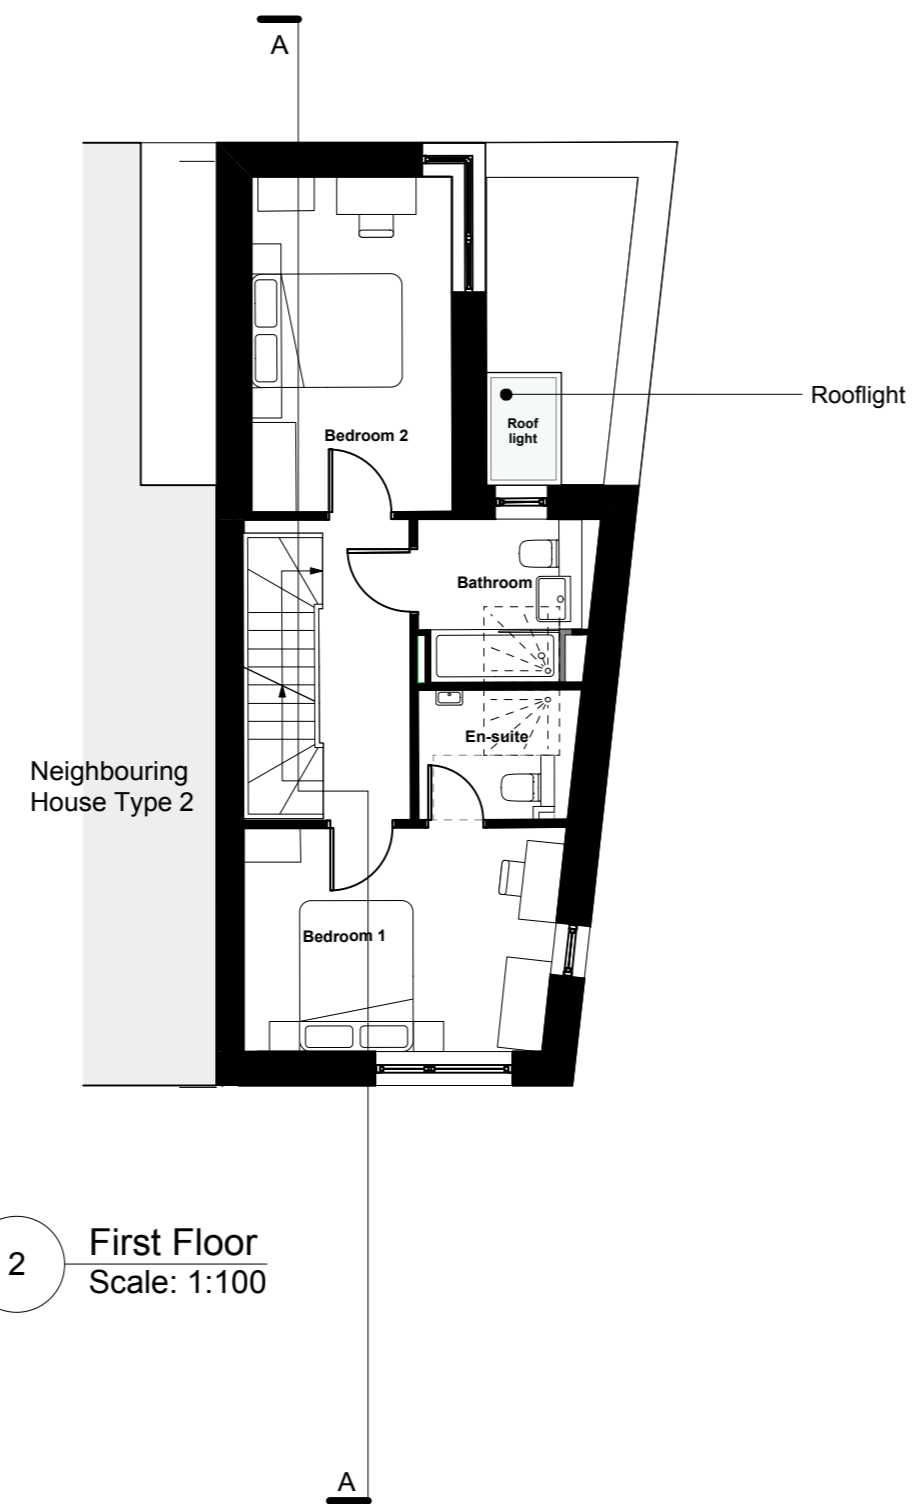 A
Rooflight
Roof
light
Bedroom 2
Bathroom
En-suite
Neighbouring
House Type 2
Bedroom 1
2
First Floor
Scale: 1:100
A